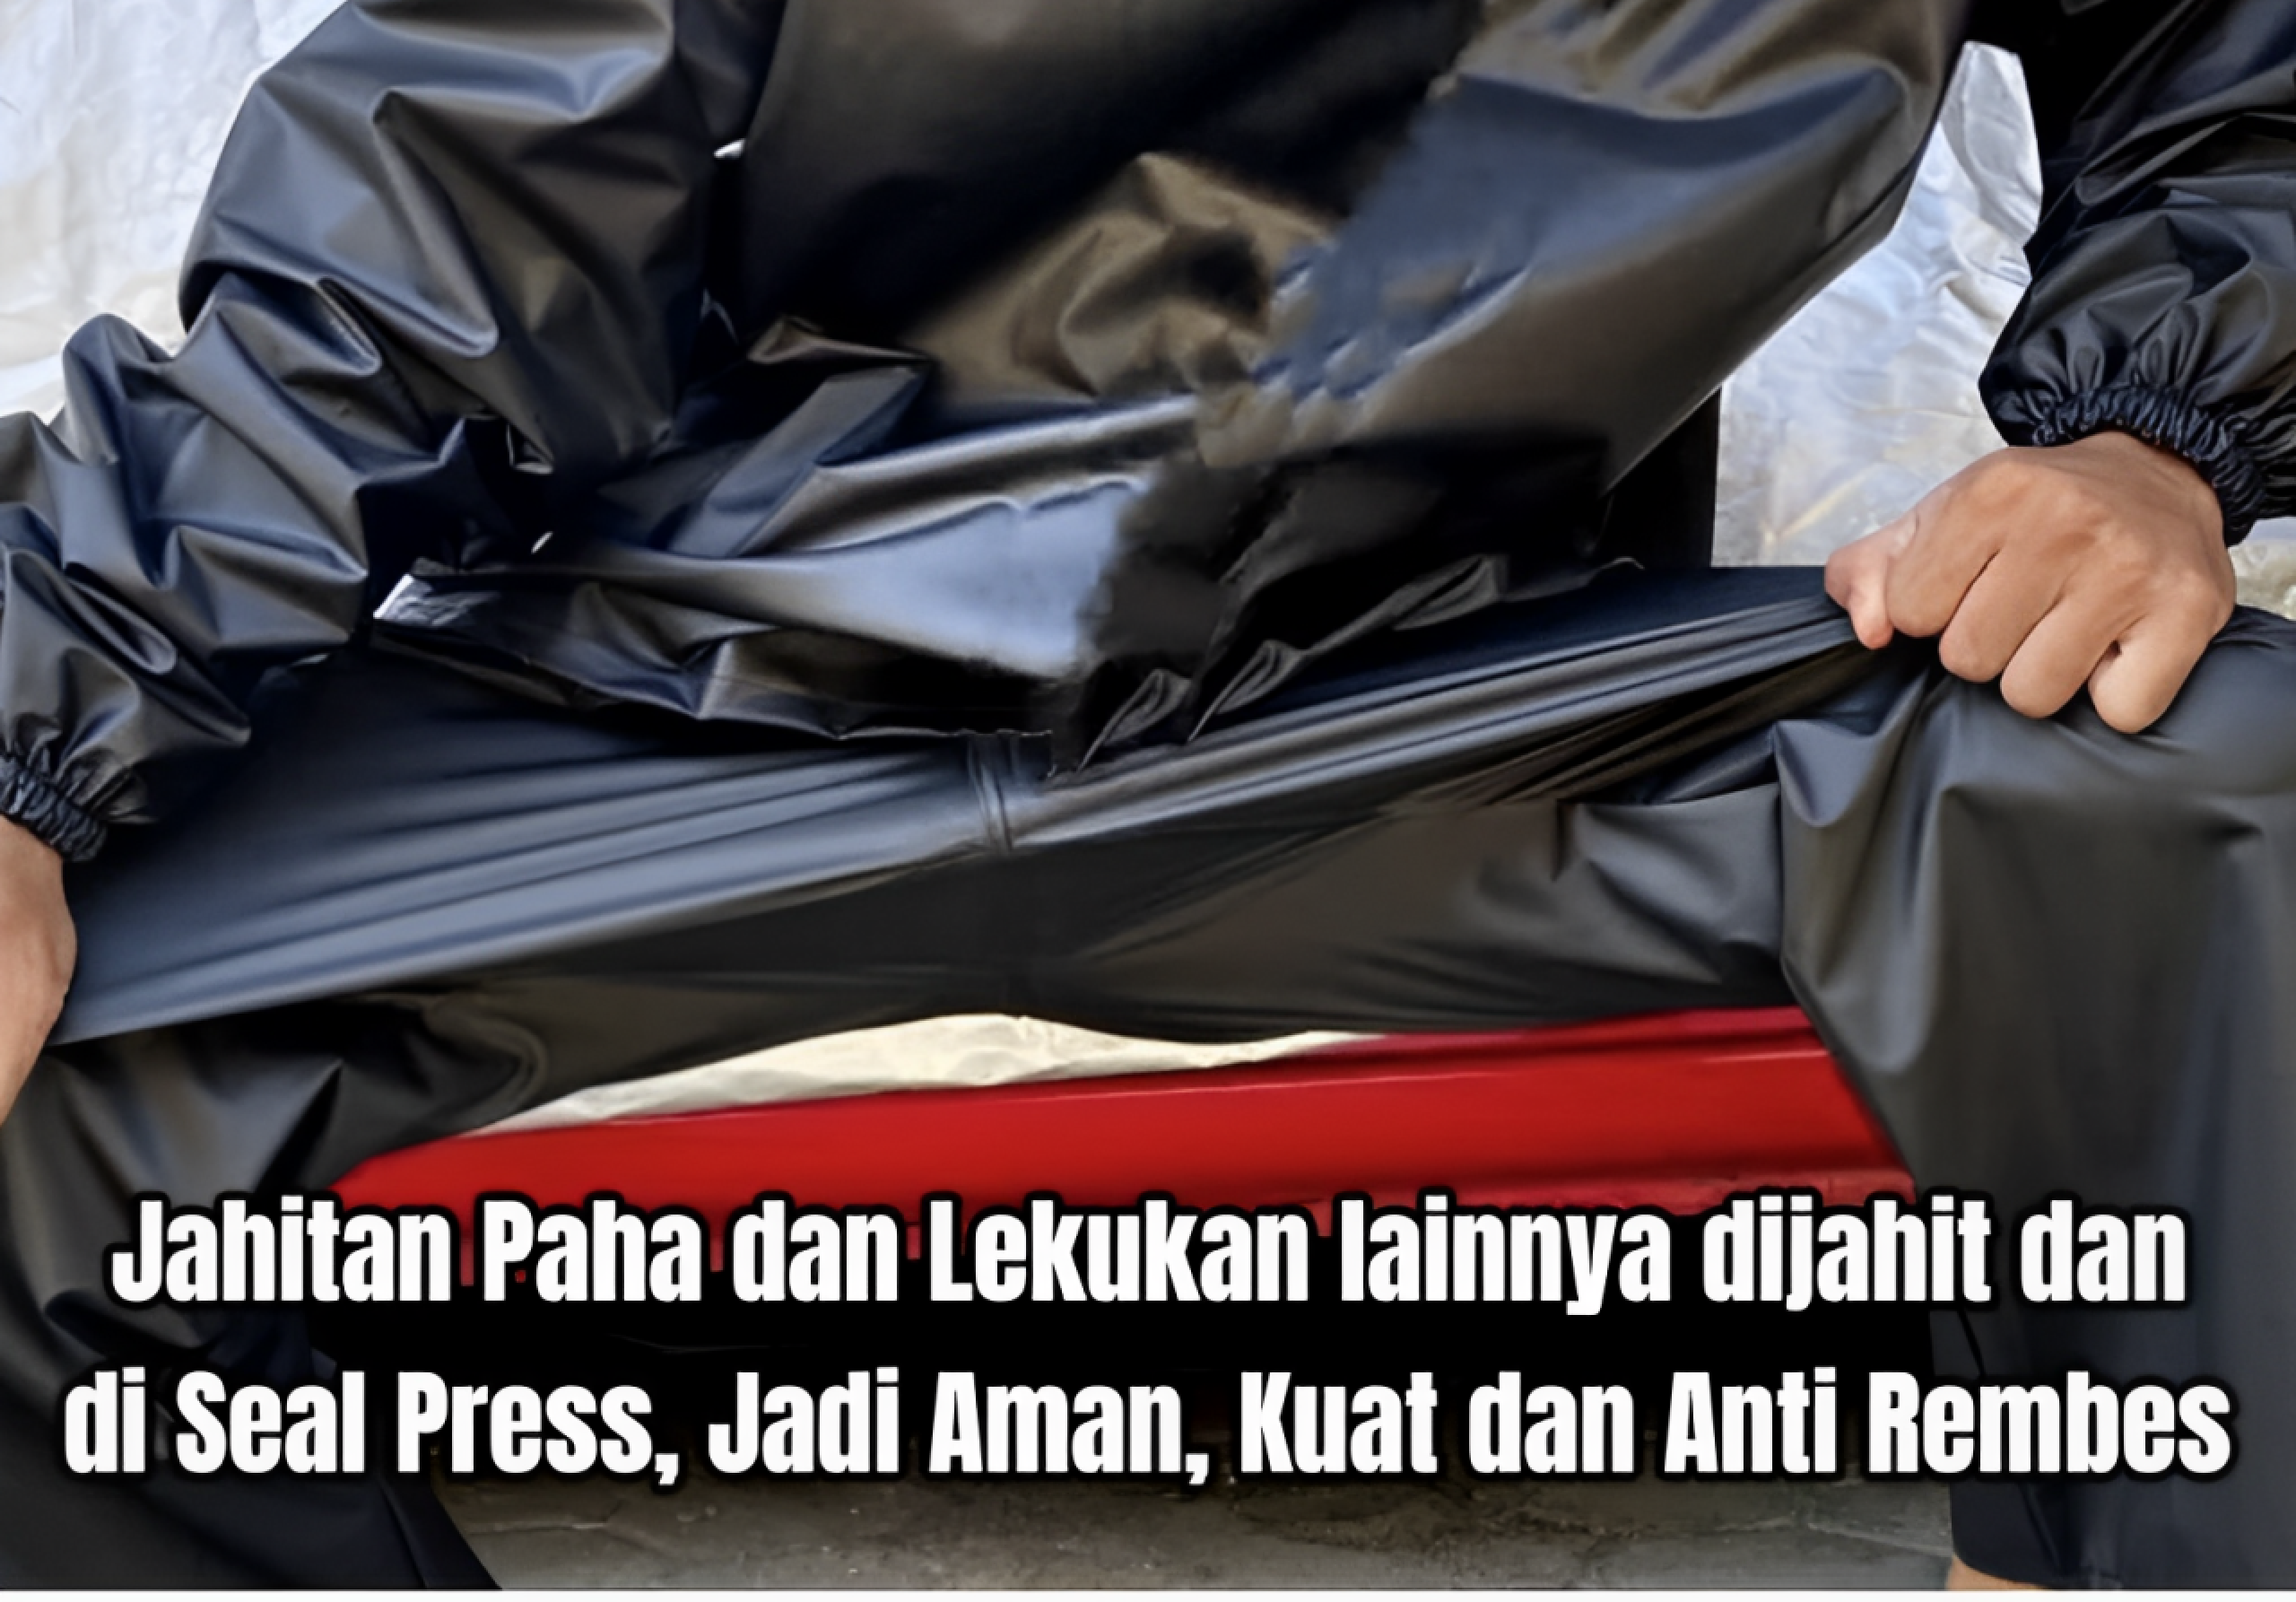 Jahitan Paha dan Lekukan lainnya dijahit dan
di Seal Press, Jadi Aman, Kuat dan Anti Rembes